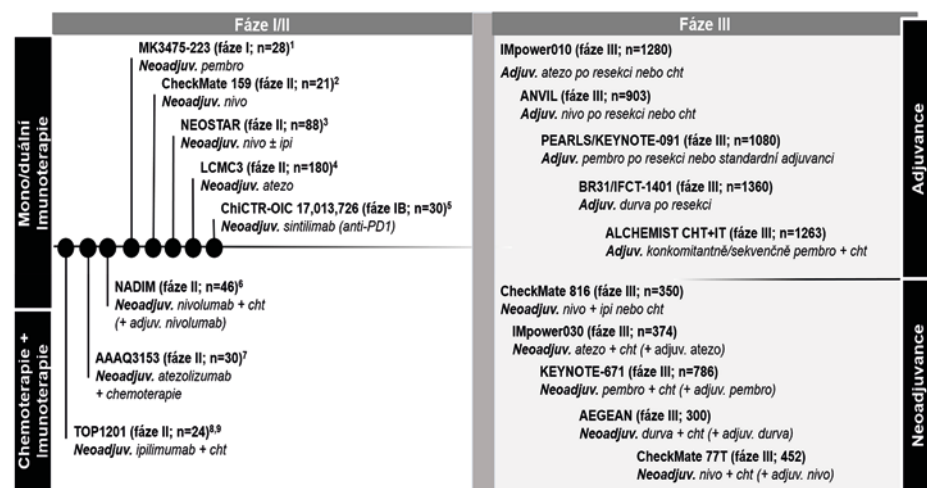 Fáze I/II
Mono/duální
Imunoterapie
MK3475-223 (fáze I; n=28)¹
Neoadjuv. pembro
CheckMate 159 (fáze II; n=21)²
Neoadjuv. nivo
NEOSTAR (fáze II; n=88)³
Neoadjuv. nivo ± ipi
LCMC3 (fáze II; n=180)⁴
Neoadjuv. atezo
ChiCTR-OIC 17,013,726 (fáze IB; n=30)⁵
Neoadjuv. sintilimab (anti-PD1)
Chemoterapie +
Imunoterapie
NADIM (fáze II; n=46)⁶
Neoadjuv. nivolumab + cht
(+ adjuv. nivolumab)
AAAQ3153 (fáze II; n=30)⁷
Neoadjuv. atezolizumab
+ chemoterapie
TOP1201 (fáze II; n=24)⁸,⁹
Neoadjuv. ipilimumab + cht
Fáze III
Adjuvance
IMpower010 (fáze III; n=1280)
Adjuv. atezo po resekci nebo cht
ANVIL (fáze III; n=903)
Adjuv. nivo po resekci nebo cht
PEARLS/KEYNOTE-091 (fáze III; n=1080)
Adjuv. pembro po resekci nebo standardní adjuvanci
BR31/IFCT-1401 (fáze III; n=1360)
Adjuv. durva po resekci
ALCHEMIST CHT+IT (fáze III; n=1263)
Adjuv. konkomitantně/sekvenčně pembro + cht
Neoadjuvance
CheckMate 816 (fáze III; n=350)
Neoadjuv. nivo + ipi nebo cht
IMpower030 (fáze III; n=374)
Neoadjuv. atezo + cht (+ adjuv. atezo)
KEYNOTE-671 (fáze III; n=786)
Neoadjuv. pembro + cht (+ adjuv. pembro)
AEGEAN (fáze III; 300)
Neoadjuv. durva + cht (+ adjuv. durva)
CheckMate 77T (fáze III; 452)
Neoadjuv. nivo + cht (+ adjuv. nivo)